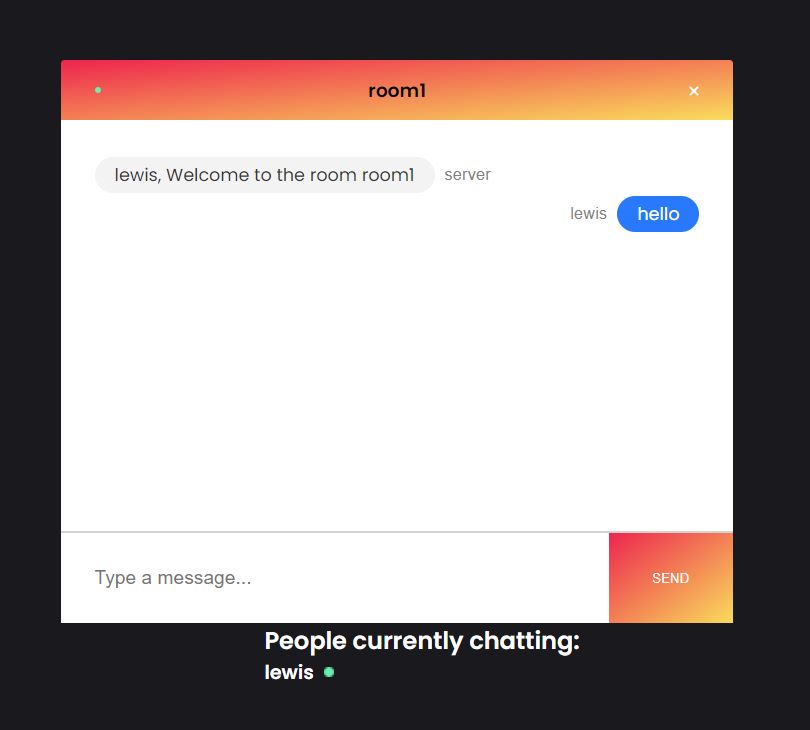 room1
lewis, Welcome to the room room1 server
lewis hello
Type a message...
SEND
People currently chatting:
lewis